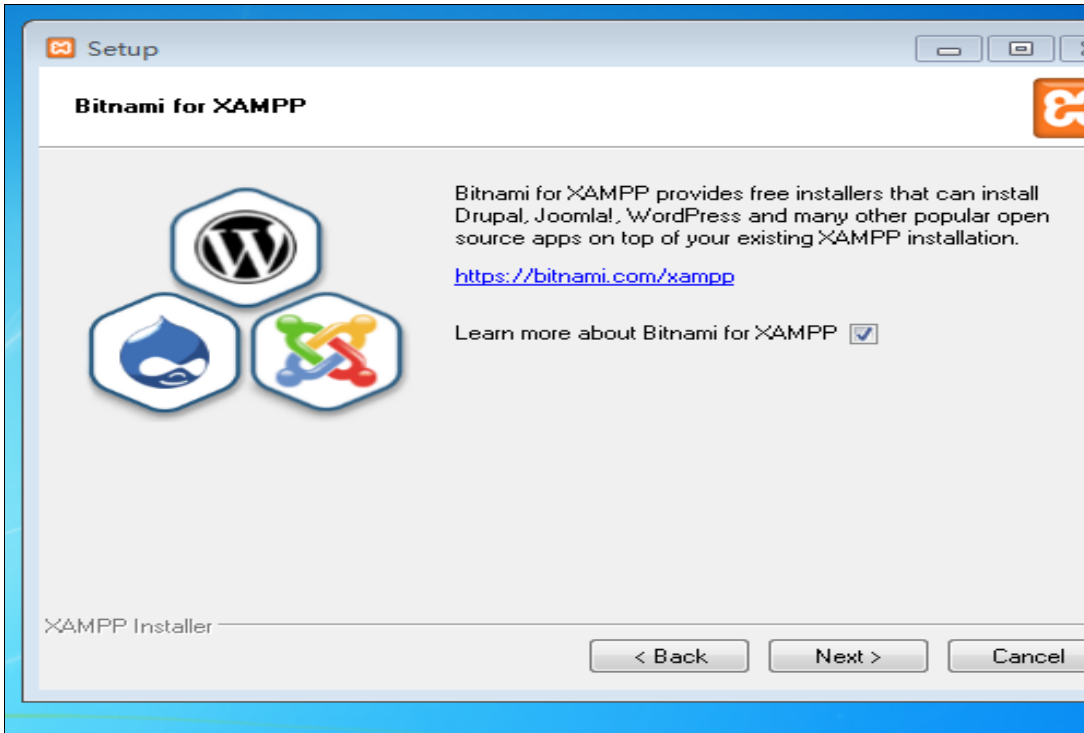 Setup
Bitnami for XAMPP
Bitnami for XAMPP provides free installers that can install
Drupal, Joomla!, WordPress and many other popular open
source apps on top of your existing XAMPP installation.
https://bitnami.com/xampp
Learn more about Bitnami for XAMPP
XAMPP Installer
< Back
Next >
Cancel